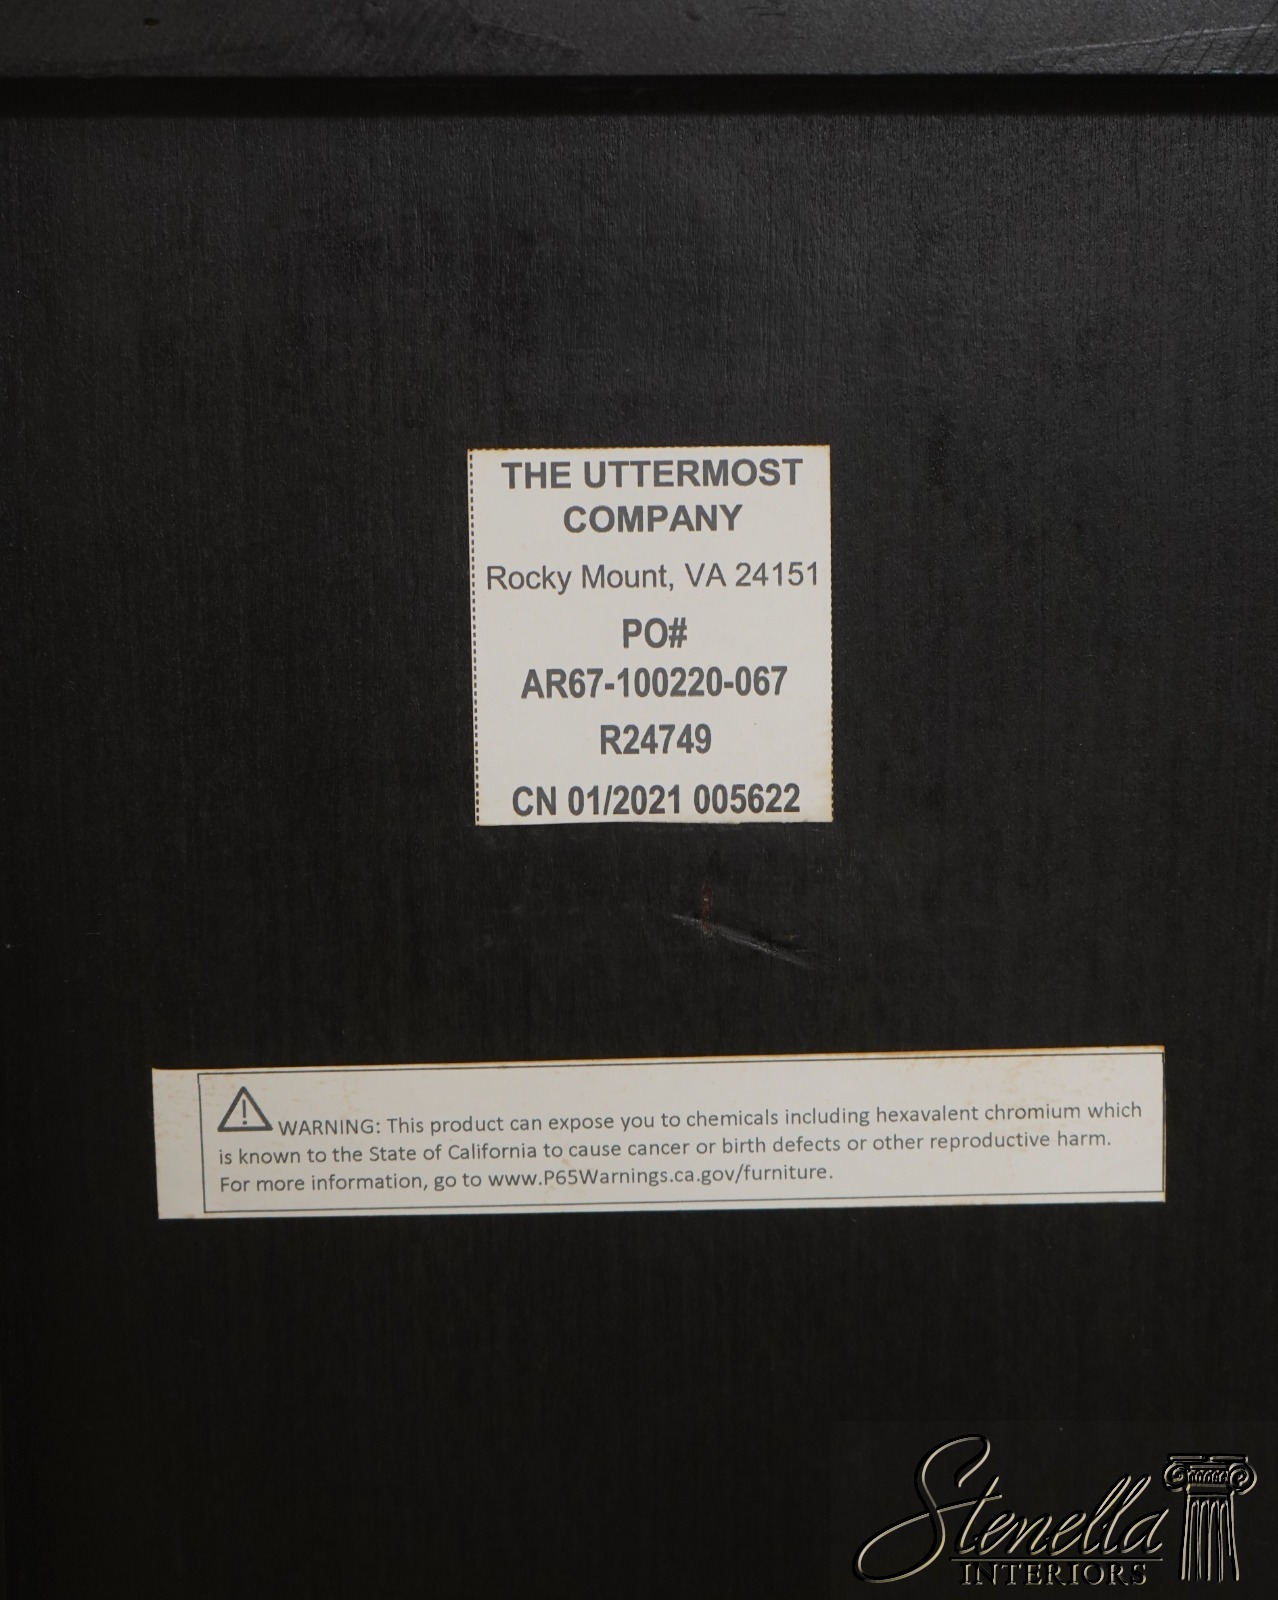 THE UTTERMOST
COMPANY
Rocky Mount, VA 24151
PO#
AR67-100220-067
R24749
CN 01/2021 005622
WARNING: This product can expose you to chemicals including hexavalent chromium which
is known to the State of California to cause cancer or birth defects or other reproductive harm.
For more information, go to www.P65Warnings.ca.gov/furniture.
Stenella
INTERIORS